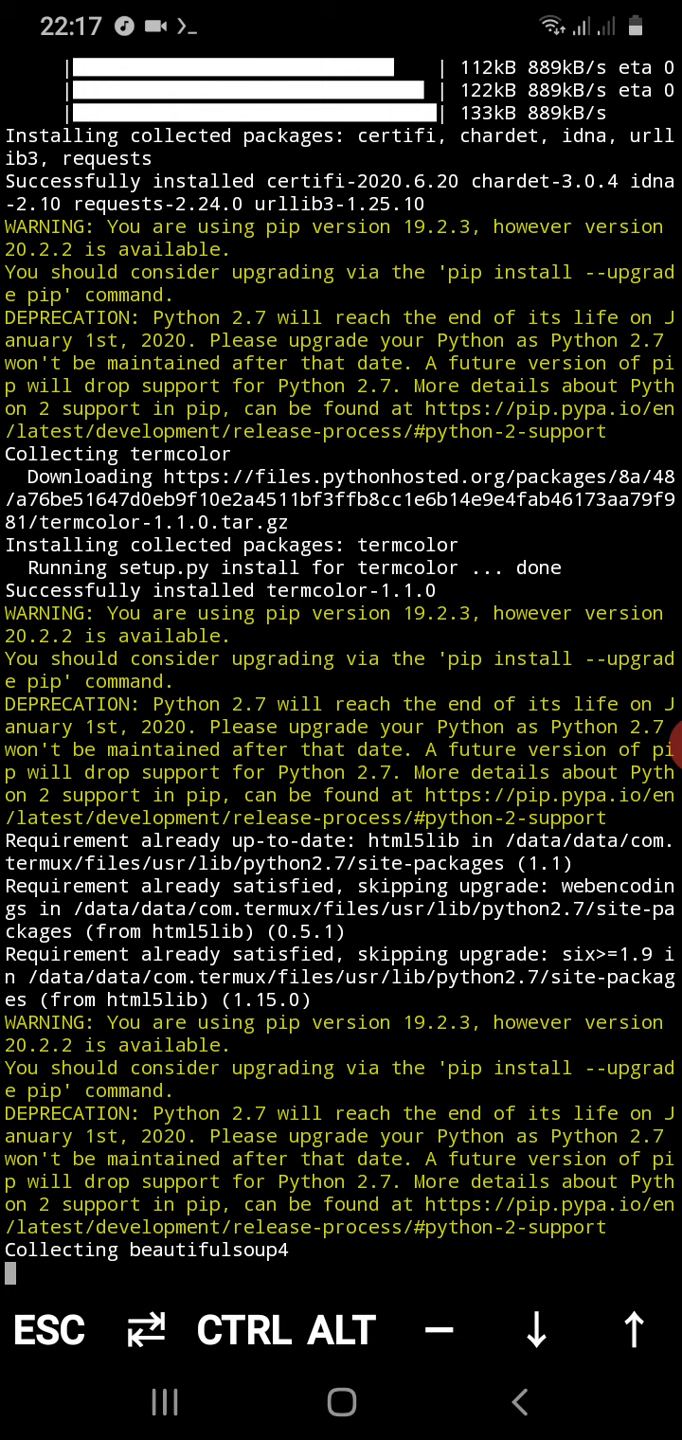 22:17
| | 112kB 889kB/s eta 0
| | 122kB 889kB/s eta 0
| | 133kB 889kB/s
Installing collected packages: certifi, chardet, idna, urll
ib3, requests
Successfully installed certifi-2020.6.20 chardet-3.0.4 idna
-2.10 requests-2.24.0 urllib3-1.25.10
WARNING: You are using pip version 19.2.3, however version
20.2.2 is available.
You should consider upgrading via the 'pip install --upgrad
e pip' command.
DEPRECATION: Python 2.7 will reach the end of its life on J
anuary 1st, 2020. Please upgrade your Python as Python 2.7
won't be maintained after that date. A future version of pi
p will drop support for Python 2.7. More details about Pyth
on 2 support in pip, can be found at https://pip.pypa.io/en
/latest/development/release-process/#python-2-support
Collecting termcolor
  Downloading https://files.pythonhosted.org/packages/8a/48
/a76be51647d0eb9f10e2a4511bf3ffb8cc1e6b14e9e4fab46173aa79f9
81/termcolor-1.1.0.tar.gz
Installing collected packages: termcolor
  Running setup.py install for termcolor ... done
Successfully installed termcolor-1.1.0
WARNING: You are using pip version 19.2.3, however version
20.2.2 is available.
You should consider upgrading via the 'pip install --upgrad
e pip' command.
DEPRECATION: Python 2.7 will reach the end of its life on J
anuary 1st, 2020. Please upgrade your Python as Python 2.7
won't be maintained after that date. A future version of pi
p will drop support for Python 2.7. More details about Pyth
on 2 support in pip, can be found at https://pip.pypa.io/en
/latest/development/release-process/#python-2-support
Requirement already up-to-date: html5lib in /data/data/com.
termux/files/usr/lib/python2.7/site-packages (1.1)
Requirement already satisfied, skipping upgrade: webencodin
gs in /data/data/com.termux/files/usr/lib/python2.7/site-pa
ckages (from html5lib) (0.5.1)
Requirement already satisfied, skipping upgrade: six>=1.9 i
n /data/data/com.termux/files/usr/lib/python2.7/site-packag
es (from html5lib) (1.15.0)
WARNING: You are using pip version 19.2.3, however version
20.2.2 is available.
You should consider upgrading via the 'pip install --upgrad
e pip' command.
DEPRECATION: Python 2.7 will reach the end of its life on J
anuary 1st, 2020. Please upgrade your Python as Python 2.7
won't be maintained after that date. A future version of pi
p will drop support for Python 2.7. More details about Pyth
on 2 support in pip, can be found at https://pip.pypa.io/en
/latest/development/release-process/#python-2-support
Collecting beautifulsoup4
ESC CTRL ALT — ↓ ↑